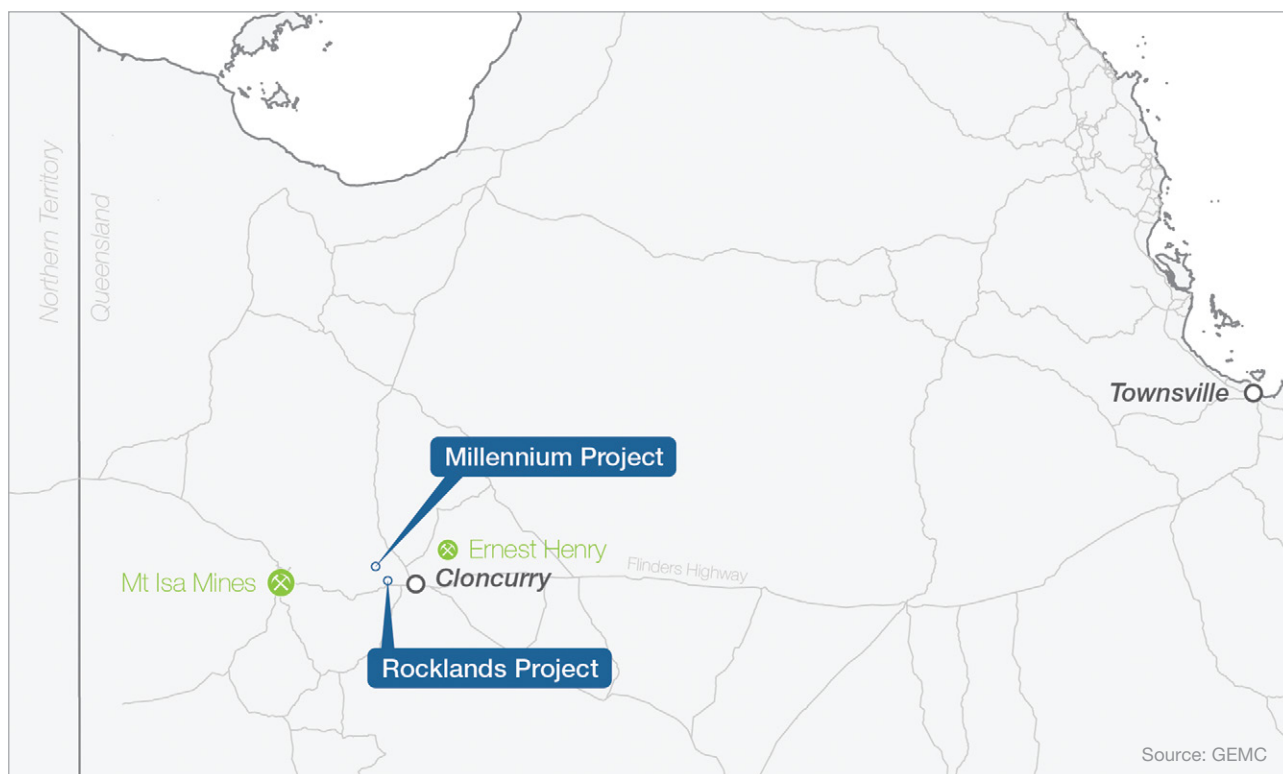 Northern Territory
Queensland
Townsville
Millennium Project
Ernest Henry
Flinders Highway
Mt Isa Mines
Cloncurry
Rocklands Project
Source: GEMC